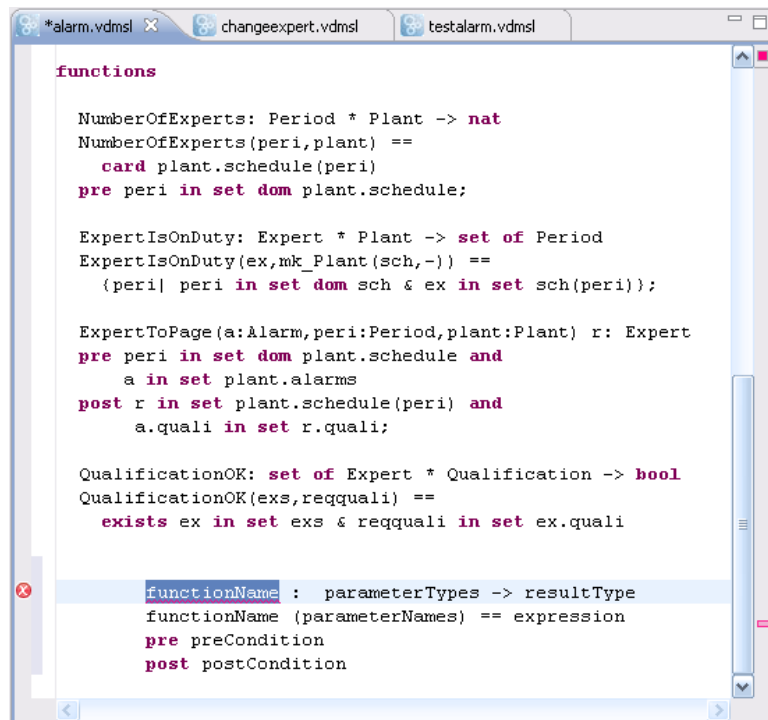 *alarm.vdmsl changeexpert.vdmsl testalarm.vdmsl
functions
NumberOfExperts: Period * Plant -> nat
NumberOfExperts(peri,plant) ==
card plant.schedule(peri)
pre peri in set dom plant.schedule;
ExpertIsOnDuty: Expert * Plant -> set of Period
ExpertIsOnDuty(ex,mk_Plant(sch,-)) ==
{peri| peri in set dom sch & ex in set sch(peri)};
ExpertToPage(a:Alarm,peri:Period,plant:Plant) r: Expert
pre peri in set dom plant.schedule and
a in set plant.alarms
post r in set plant.schedule(peri) and
a.quali in set r.quali;
QualificationOK: set of Expert * Qualification -> bool
QualificationOK(exs,reqquali) ==
exists ex in set exs & reqquali in set ex.quali
functionName : parameterTypes -> resultType
functionName (parameterNames) == expression
pre preCondition
post postCondition